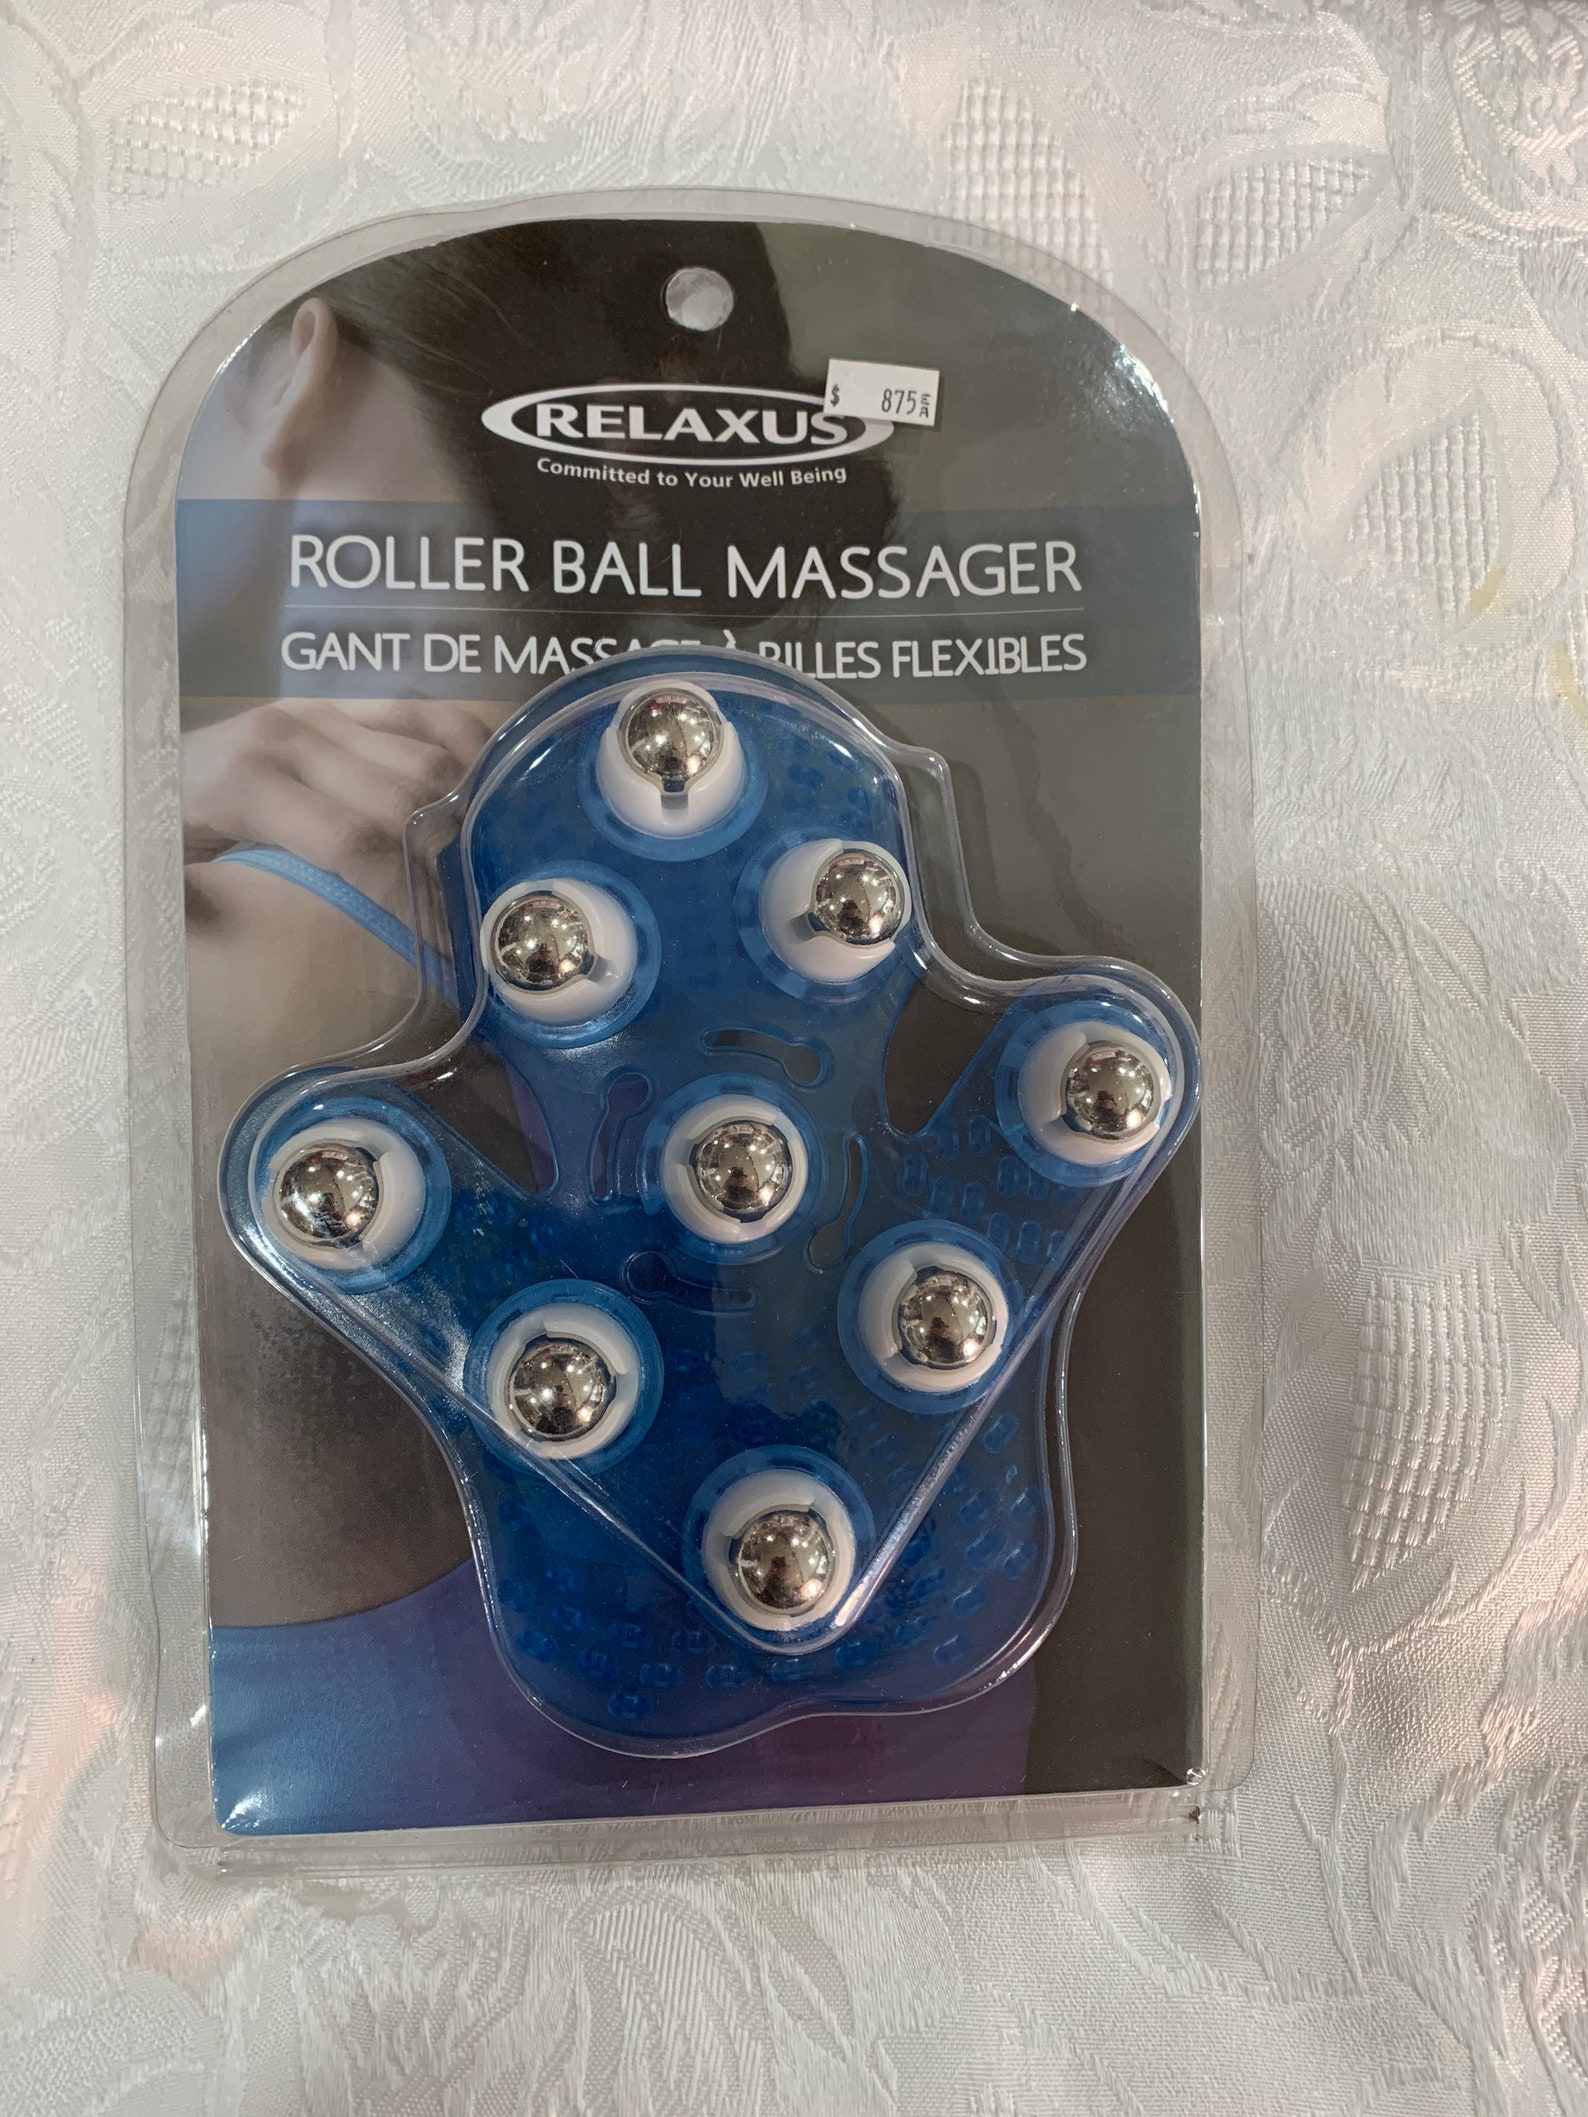 RELAXUS
$ 875 EA
Committed to Your Well Being
ROLLER BALL MASSAGER
GANT DE MASSAGE À BILLES FLEXIBLES